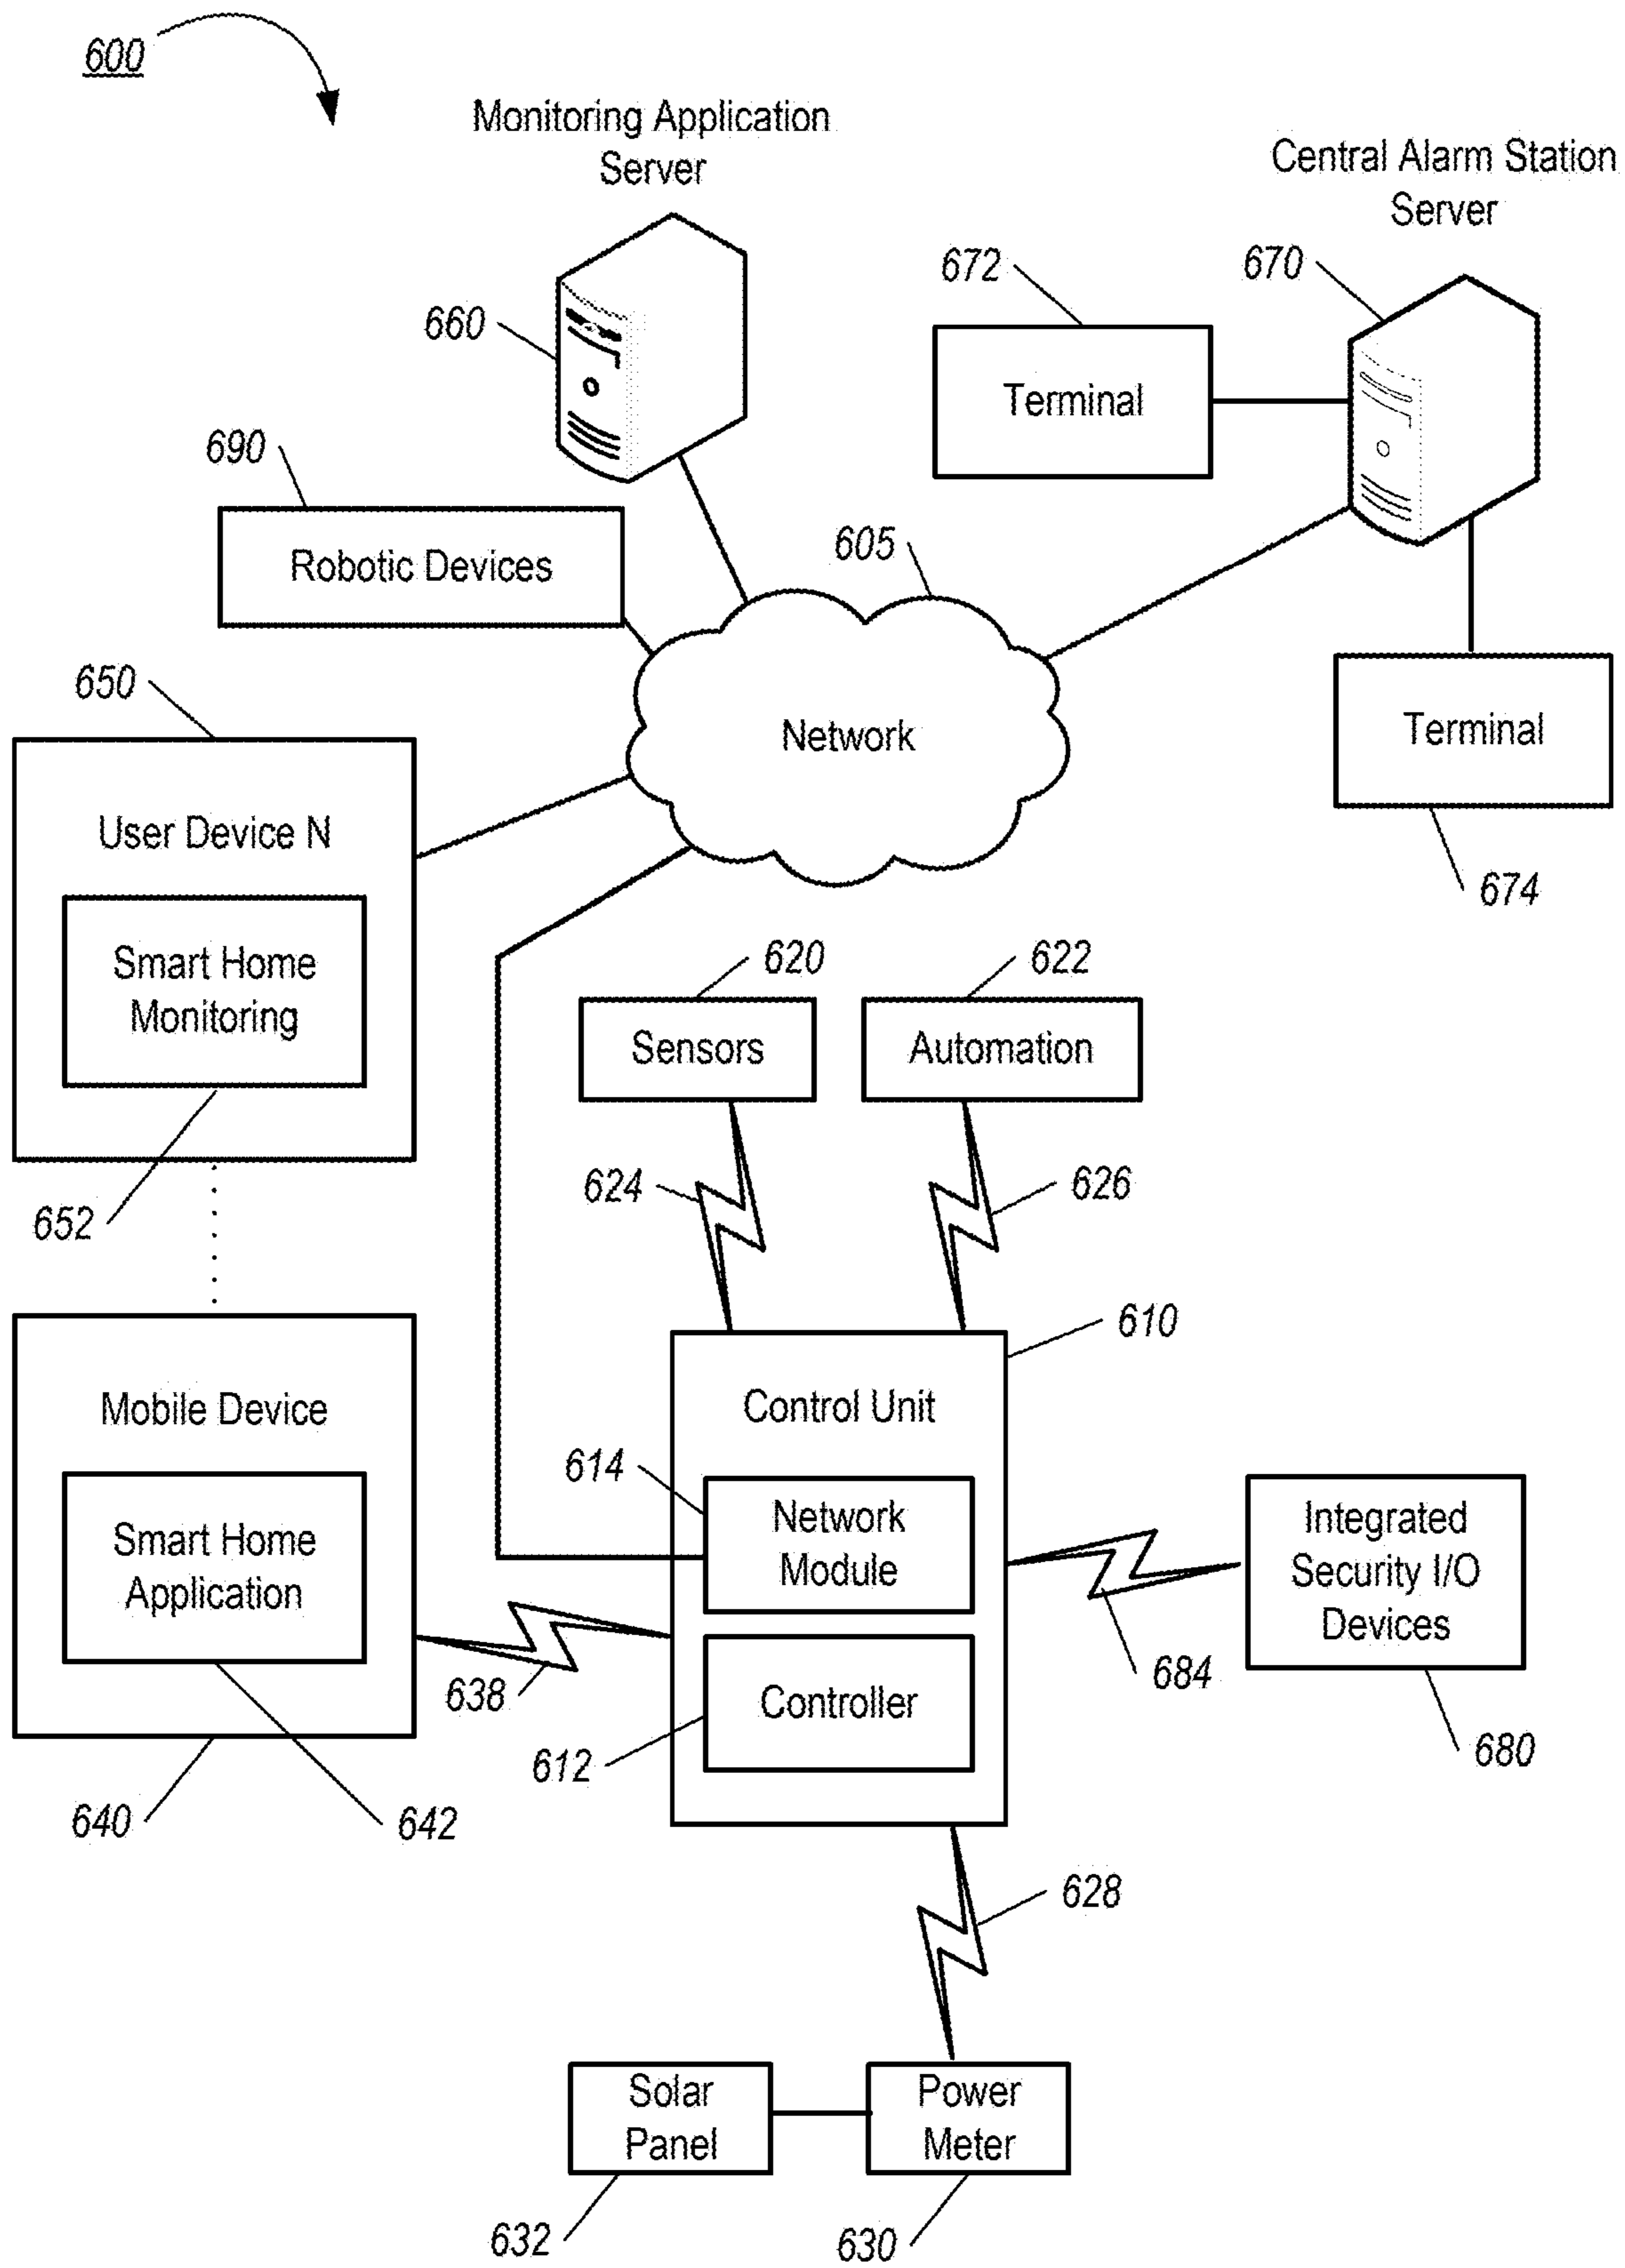 600
Monitoring Application
Server
Central Alarm Station
Server
672
670
660
Terminal
690
Robotic Devices
605
650
Network
Terminal
User Device N
674
Smart Home
Monitoring
620
622
Sensors
Automation
624
626
652
610
Mobile Device
Control Unit
614
Network
Module
Integrated
Security I/O
Devices
Smart Home
Application
638
684
Controller
612
680
640
642
628
Solar
Panel
Power
Meter
632
630